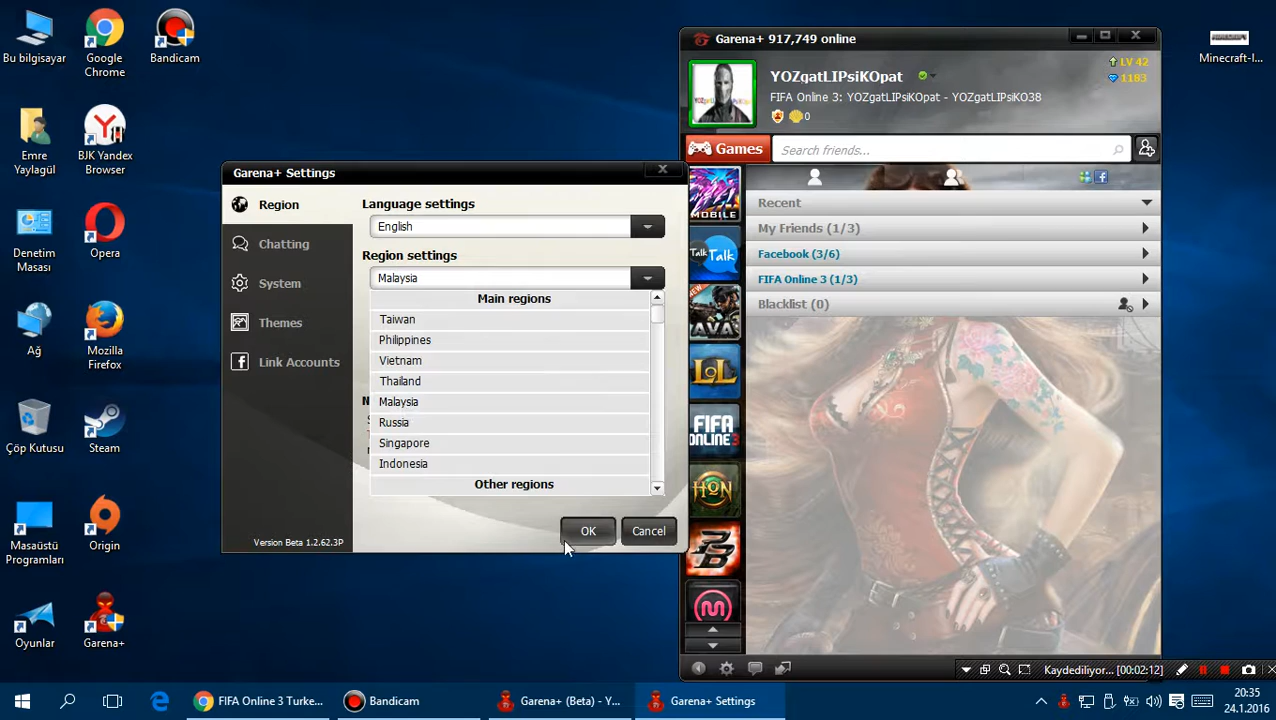 Bu bilgisayar
Google Chrome
Bandicam
Emre Yaylagül
BJK Yandex Browser
Denetim Masası
Opera
Ağ
Mozilla Firefox
Çöp Kutusu
Steam
Masaüstü Programları
Origin
Oyunlar
Garena+
Minecraft-I...
Garena+ Settings
Region
Chatting
System
Themes
Link Accounts
Version Beta 1.2.62.3P
Language settings
English
Region settings
Malaysia
Main regions
Taiwan
Philippines
Vietnam
Thailand
Malaysia
Russia
Singapore
Indonesia
Other regions
OK
Cancel
Garena+ 917,749 online
YOZgatLIPsiKOpat
LV 42
1183
FIFA Online 3: YOZgatLIPsiKOpat - YOZgatLIPsiKO38
0
Games
Search friends...
MOBILE
Talk Talk
NEW
AVA
LOL
FIFA ONLINE 3
HON
PB
Recent
My Friends (1/3)
Facebook (3/6)
FIFA Online 3 (1/3)
Blacklist (0)
Kaydediliyor... [00:02:12]
FIFA Online 3 Turke...
Bandicam
Garena+ (Beta) - Y...
Garena+ Settings
20:35
24.1.2016